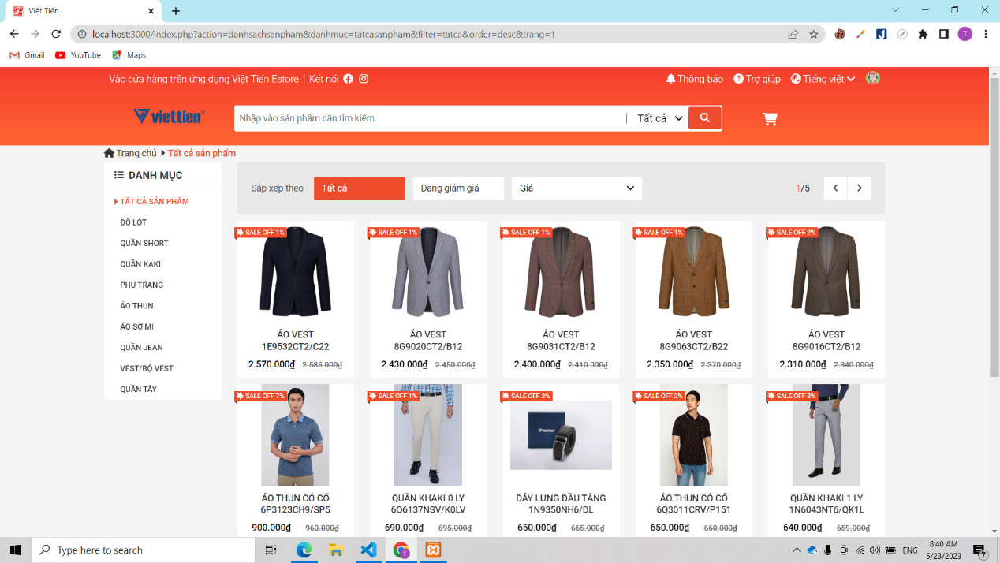 Việt Tiến
localhost:3000/index.php?action=danhsachsanpham&danhmuc=tatcasanpham&filter=tatca&order=desc&trang=1
T
Gmail YouTube Maps
Vào cửa hàng trên ứng dụng Việt Tiến Estore | Kết nối Thông báo Trợ giúp Tiếng việt
viettien Nhập vào sản phẩm cần tìm kiếm | Tất cả
Trang chủ Tất cả sản phẩm
DANH MỤC
TẤT CẢ SẢN PHẨM
ĐỒ LÓT
QUẦN SHORT
QUẦN KAKI
PHỤ TRANG
ÁO THUN
ÁO SƠ MI
QUẦN JEAN
VEST/BỘ VEST
QUẦN TÂY
Sắp xếp theo Tất cả Đang giảm giá Giá 1/5
SALE OFF 1% SALE OFF 1% SALE OFF 1% SALE OFF 1% SALE OFF 2%
ÁO VEST ÁO VEST ÁO VEST ÁO VEST ÁO VEST
1E9532CT2/C22 8G9020CT2/B12 8G9031CT2/B12 8G9063CT2/B22 8G9016CT2/B12
2.570.000₫ 2.585.000₫ 2.430.000₫ 2.450.000₫ 2.400.000₫ 2.410.000₫ 2.350.000₫ 2.370.000₫ 2.310.000₫ 2.340.000₫
SALE OFF 7% SALE OFF 1% SALE OFF 3% SALE OFF 2% SALE OFF 3%
viettien
ÁO THUN CÓ CỔ QUẦN KHAKI 0 LY DÂY LƯNG ĐẦU TĂNG ÁO THUN CÓ CỔ QUẦN KHAKI 1 LY
6P3123CH9/SP5 6Q6137NSV/K0LV 1N9350NH6/DL 6Q3011CRV/P151 1N6043NT6/QK1L
900.000₫ 960.000₫ 690.000₫ 695.000₫ 650.000₫ 665.000₫ 650.000₫ 660.000₫ 640.000₫ 659.000₫
Type here to search T ENG 8:40 AM
5/23/2023 7